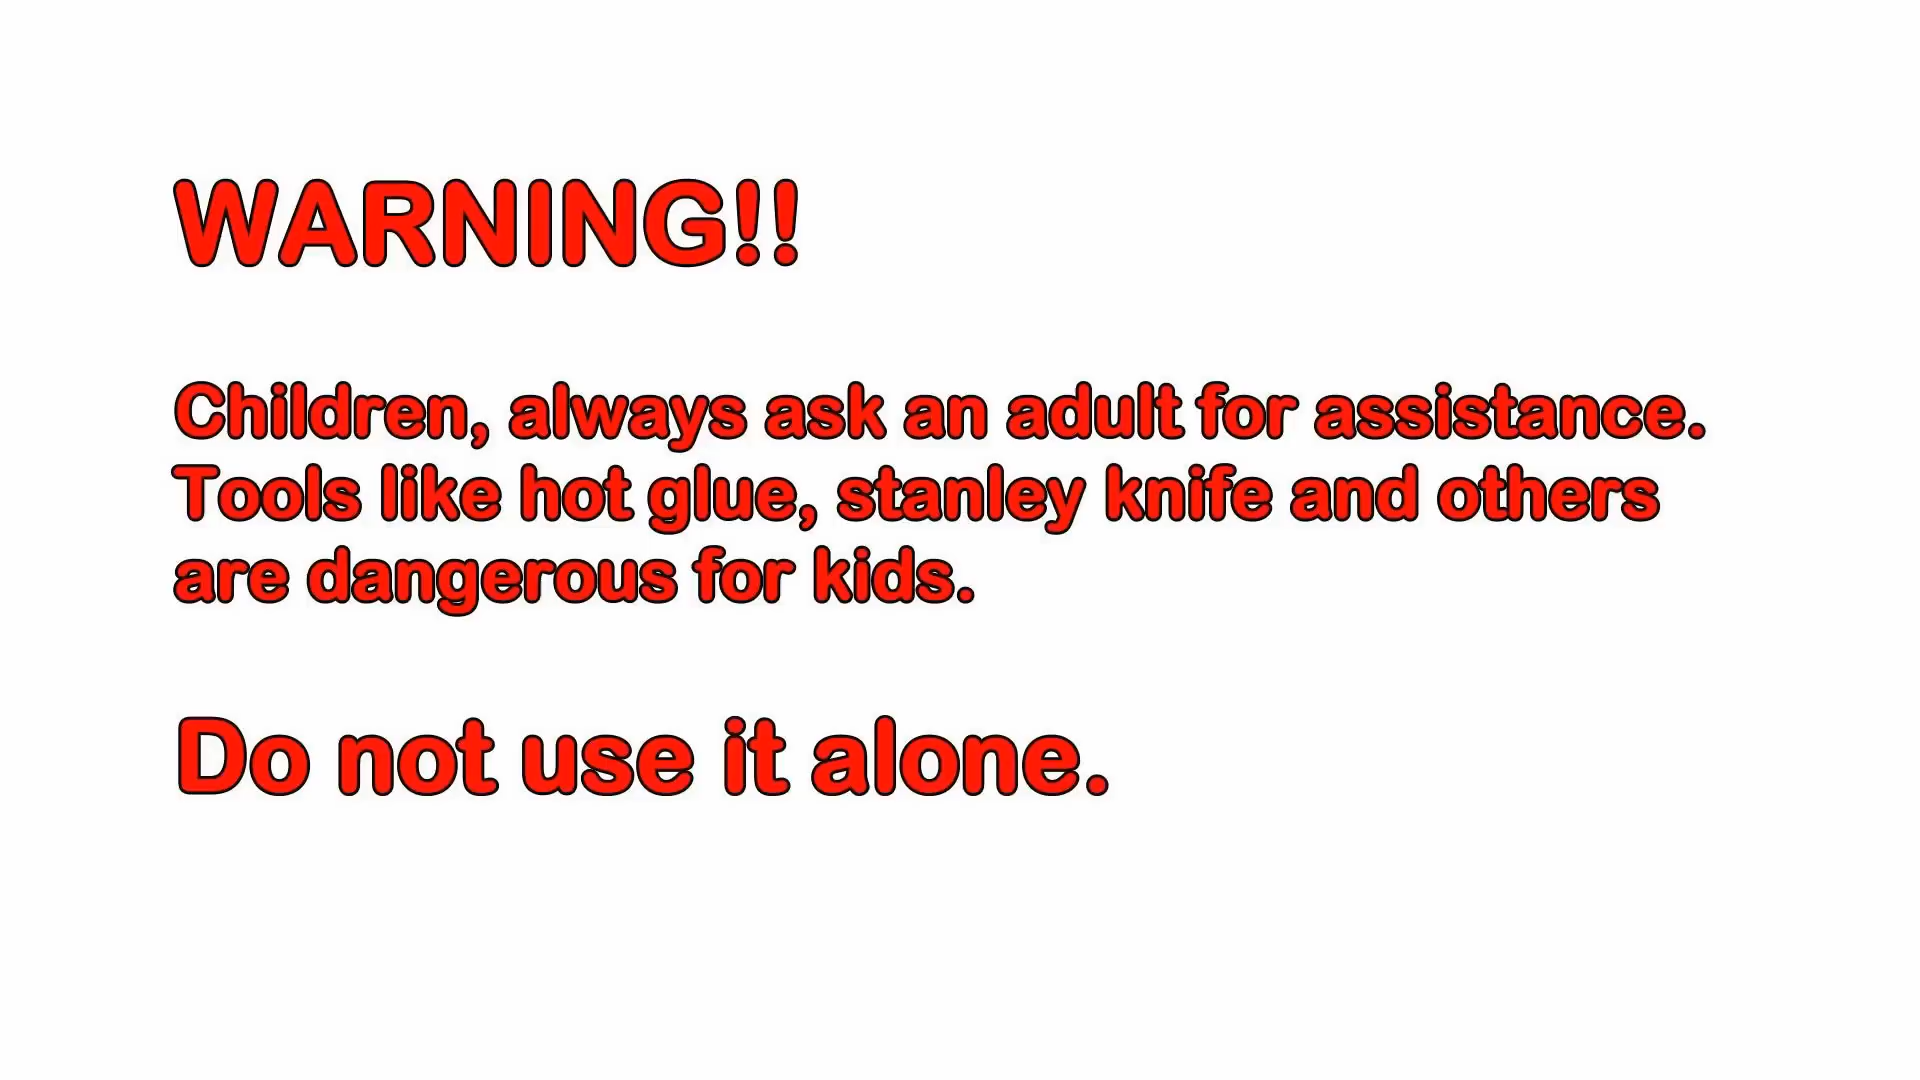 WARNING!!
Children, always ask an adult for assistance.
Tools like hot glue, stanley knife and others
are dangerous for kids.
Do not use it alone.